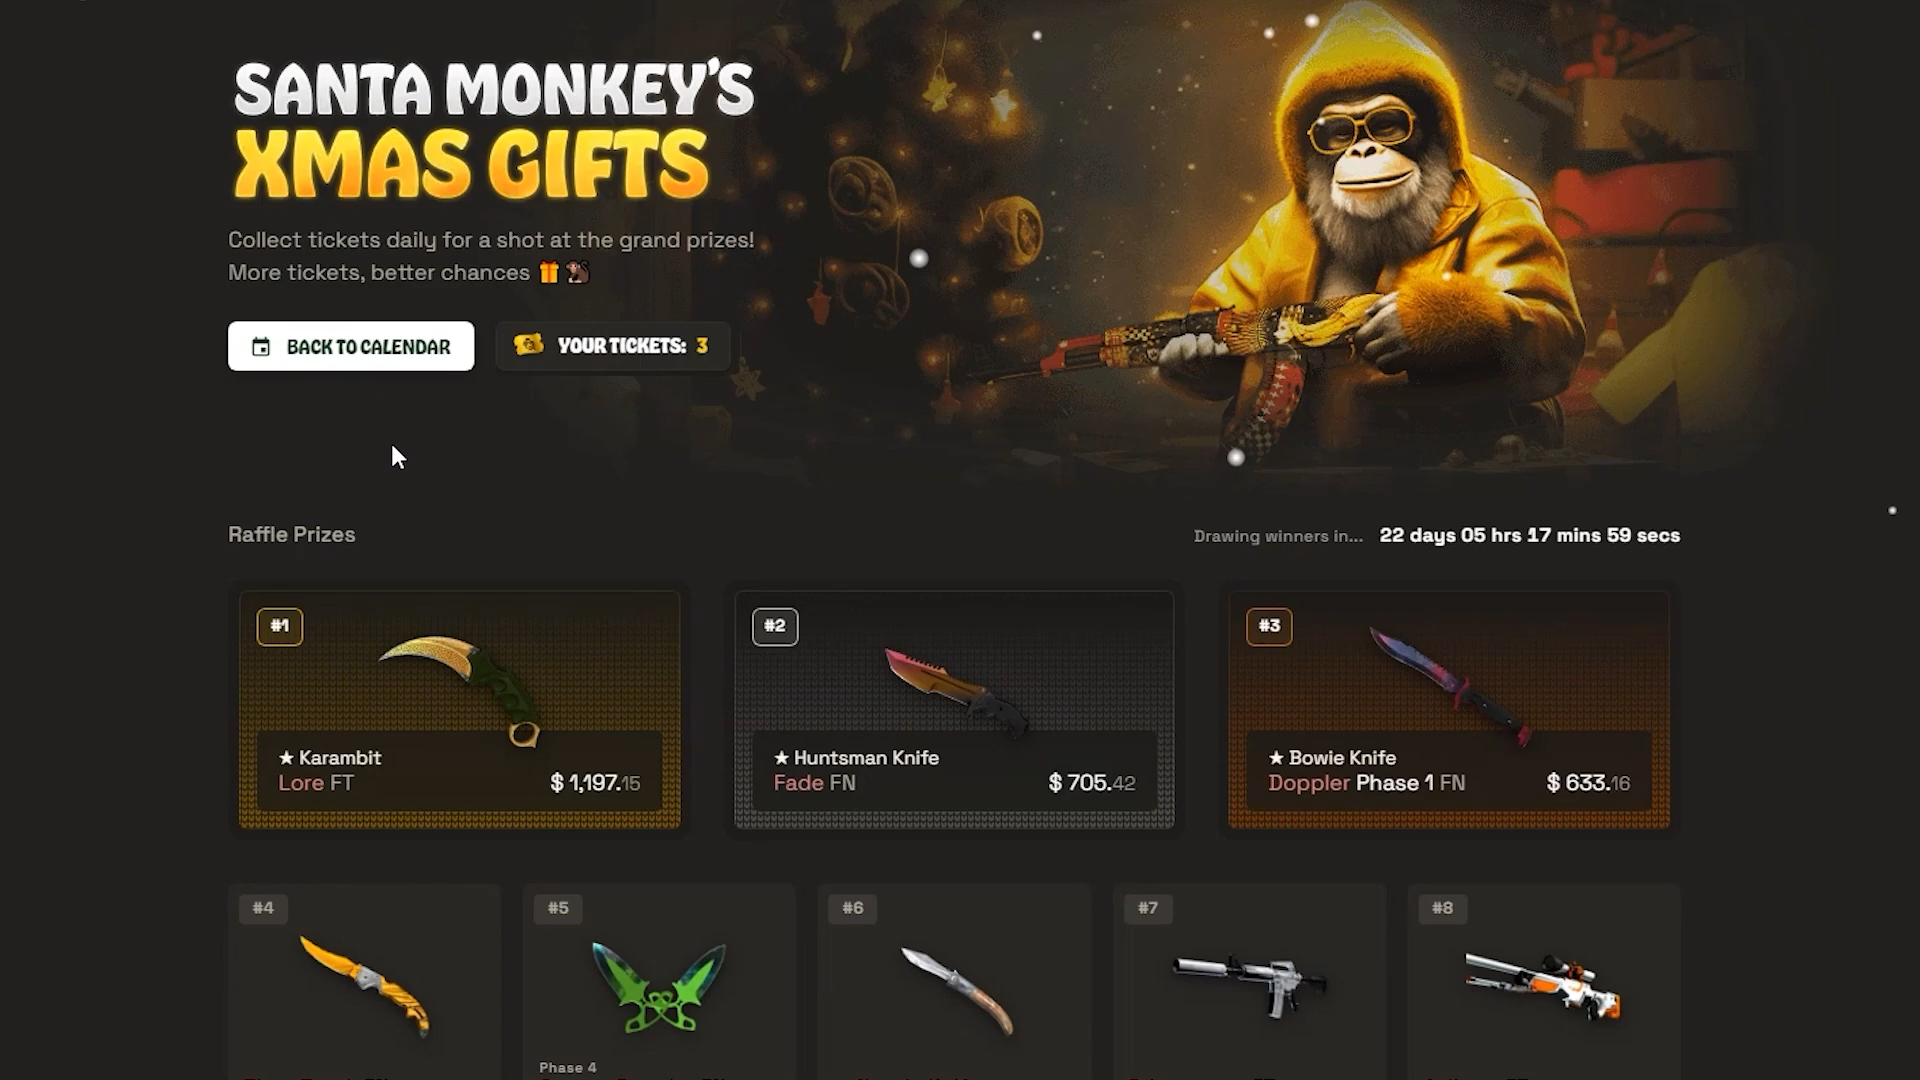 SANTA MONKEY'S
XMAS GIFTS
Collect tickets daily for a shot at the grand prizes!
More tickets, better chances 🎁🐒
BACK TO CALENDAR
YOUR TICKETS: 3
Raffle Prizes
Drawing winners in... 22 days 05 hrs 17 mins 59 secs
#1
★ Karambit
Lore FT
$ 1,197.15
#2
★ Huntsman Knife
Fade FN
$ 705.42
#3
★ Bowie Knife
Doppler Phase 1 FN
$ 633.16
#4
#5
#6
#7
#8
Phase 4